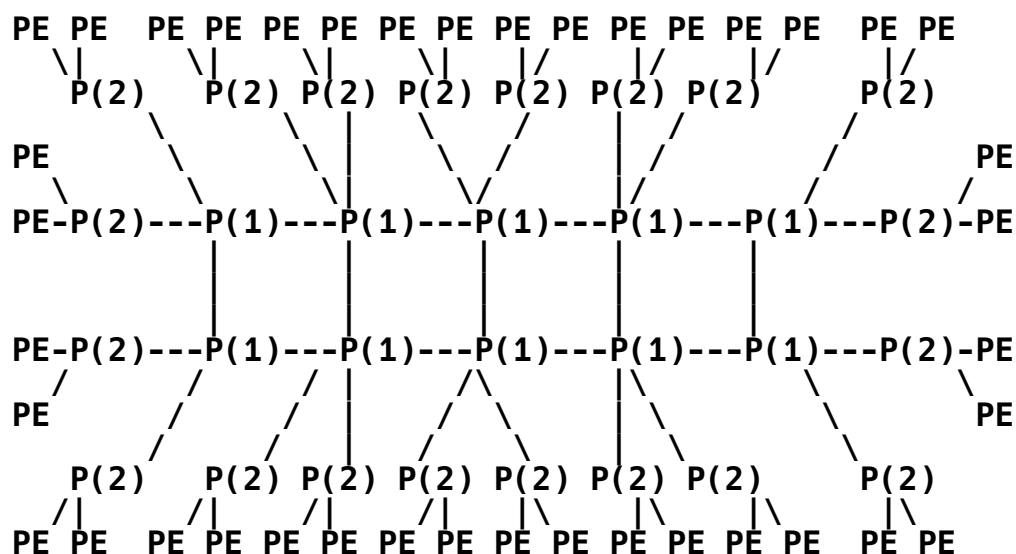 PE PE  PE PE PE PE PE PE PE PE PE PE PE PE  PE PE
P(2) P(2) P(2) P(2) P(2) P(2) P(2) P(2)
PE PE
PE-P(2)---P(1)---P(1)---P(1)---P(1)---P(1)---P(2)-PE
PE-P(2)---P(1)---P(1)---P(1)---P(1)---P(1)---P(2)-PE
PE PE
P(2) P(2) P(2) P(2) P(2) P(2) P(2) P(2)
PE PE  PE PE PE PE PE PE PE PE PE PE PE PE  PE PE